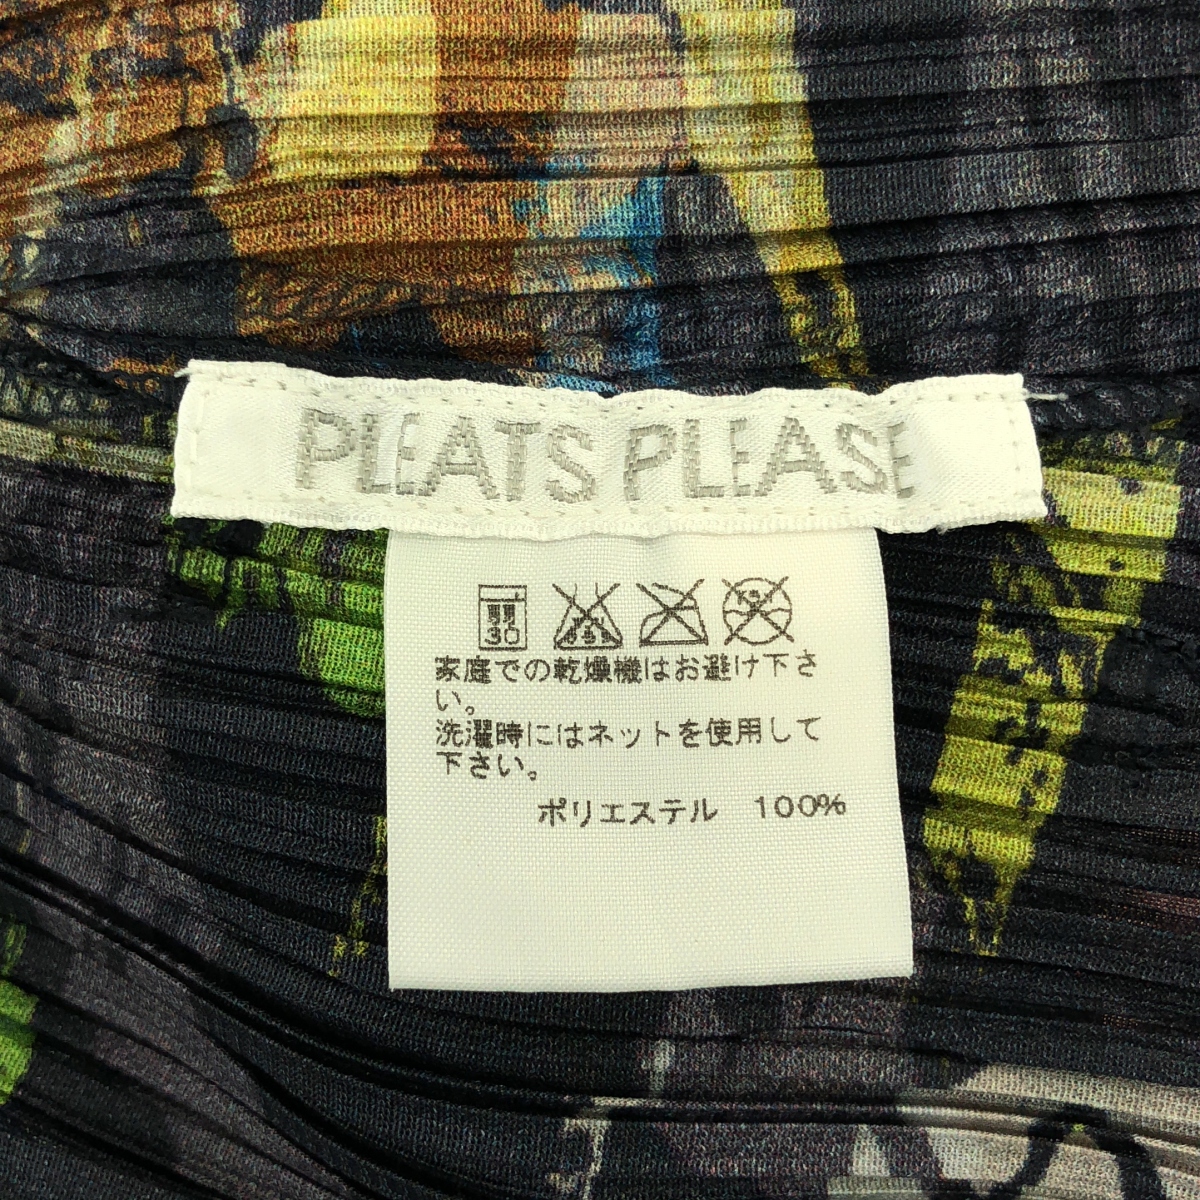 PLEATS PLEASE
弱
30
家庭での乾燥機はお避け下さ
い。
洗濯時にはネットを使用して
下さい。
ポリエステル 100%